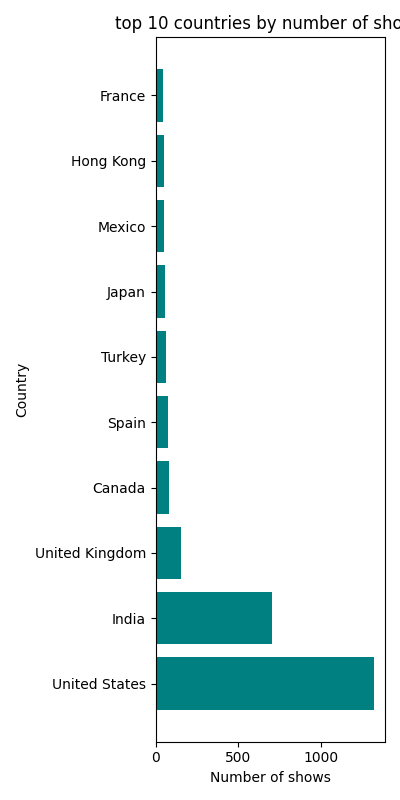 top 10 countries by number of sho
France
Hong Kong
Mexico
Japan
Turkey
Spain
Canada
United Kingdom
India
United States
Country
0 500 1000
Number of shows